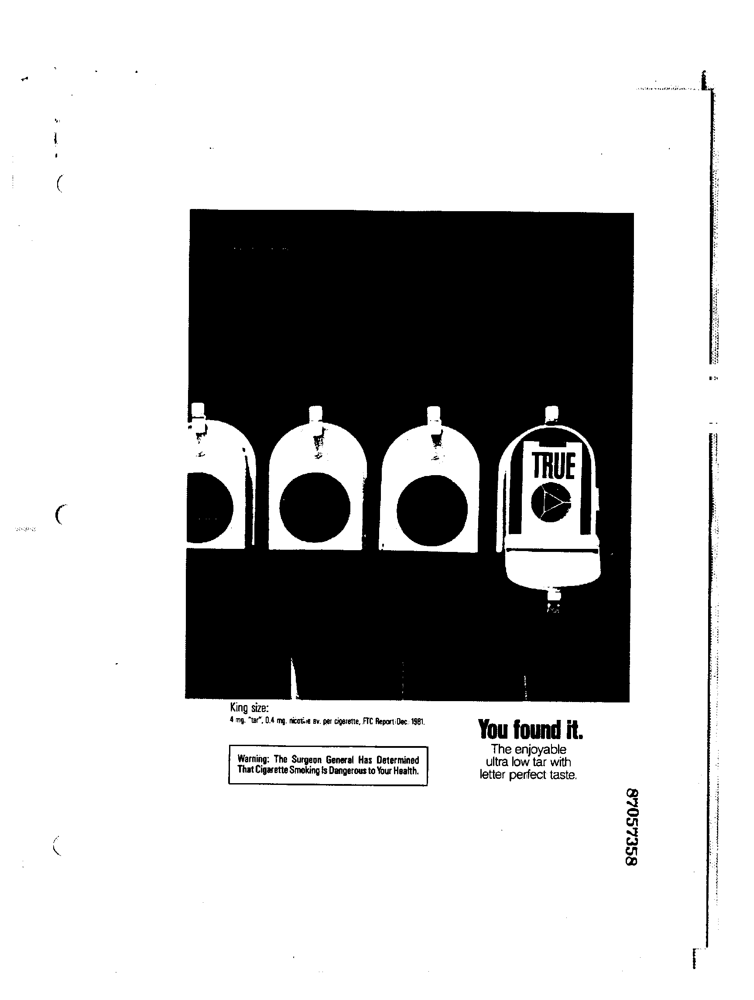 TRUE
King size:
4 mg. "tar", 0.4 mg. nicotine av. per cigarette, FTC Report Dec. 1981.
You found it.
The enjoyable
ultra low tar with
letter perfect taste.
Warning: The Surgeon General Has Determined
That Cigarette Smoking Is Dangerous to Your Health.
87057358